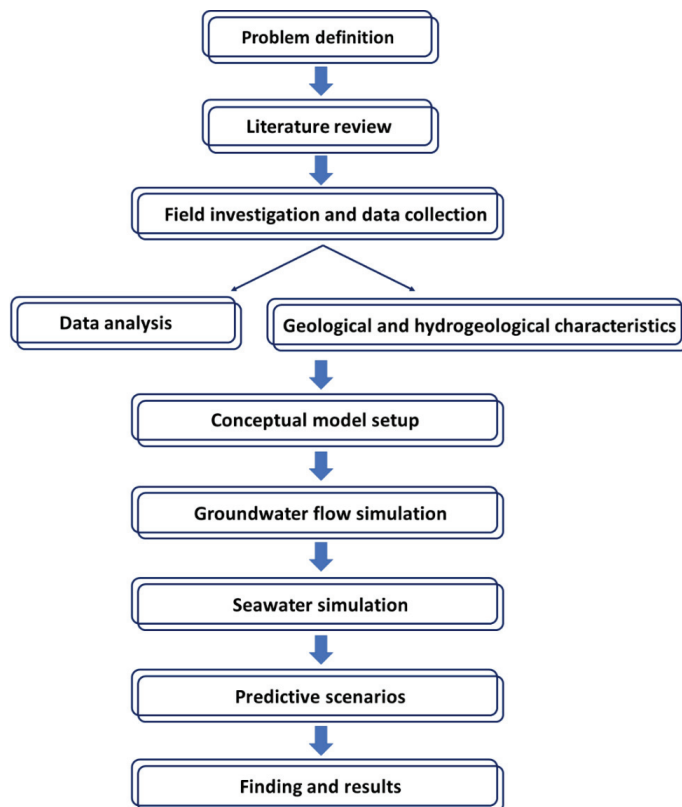 Problem definition
Literature review
Field investigation and data collection
Data analysis
Geological and hydrogeological characteristics
Conceptual model setup
Groundwater flow simulation
Seawater simulation
Predictive scenarios
Finding and results